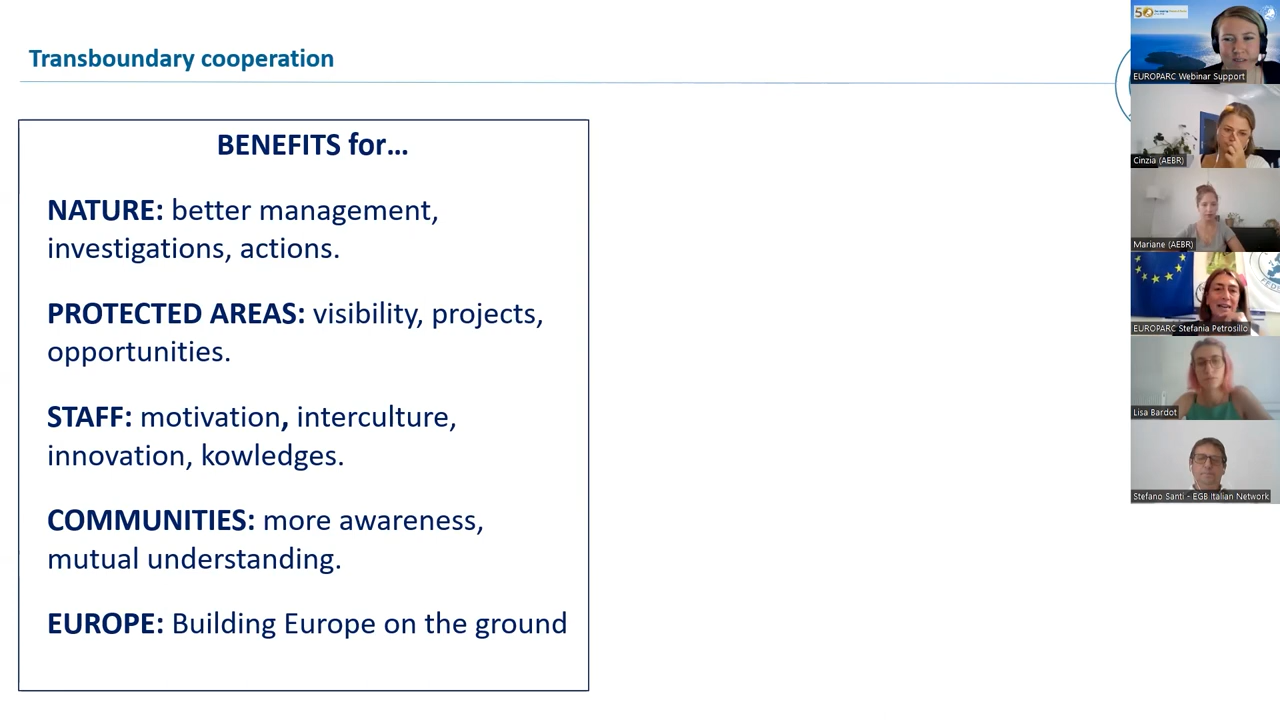 Transboundary cooperation
BENEFITS for...
NATURE: better management,
investigations, actions.
PROTECTED AREAS: visibility, projects,
opportunities.
STAFF: motivation, interculture,
innovation, kowledges.
COMMUNITIES: more awareness,
mutual understanding.
EUROPE: Building Europe on the ground
50
EUROPARC Webinar Support
Cinzia (AEBR)
Mariane (AEBR)
EUROPARC Stefania Petrosillo
Lisa Bardot
Stefano Santi - EGB Italian Network